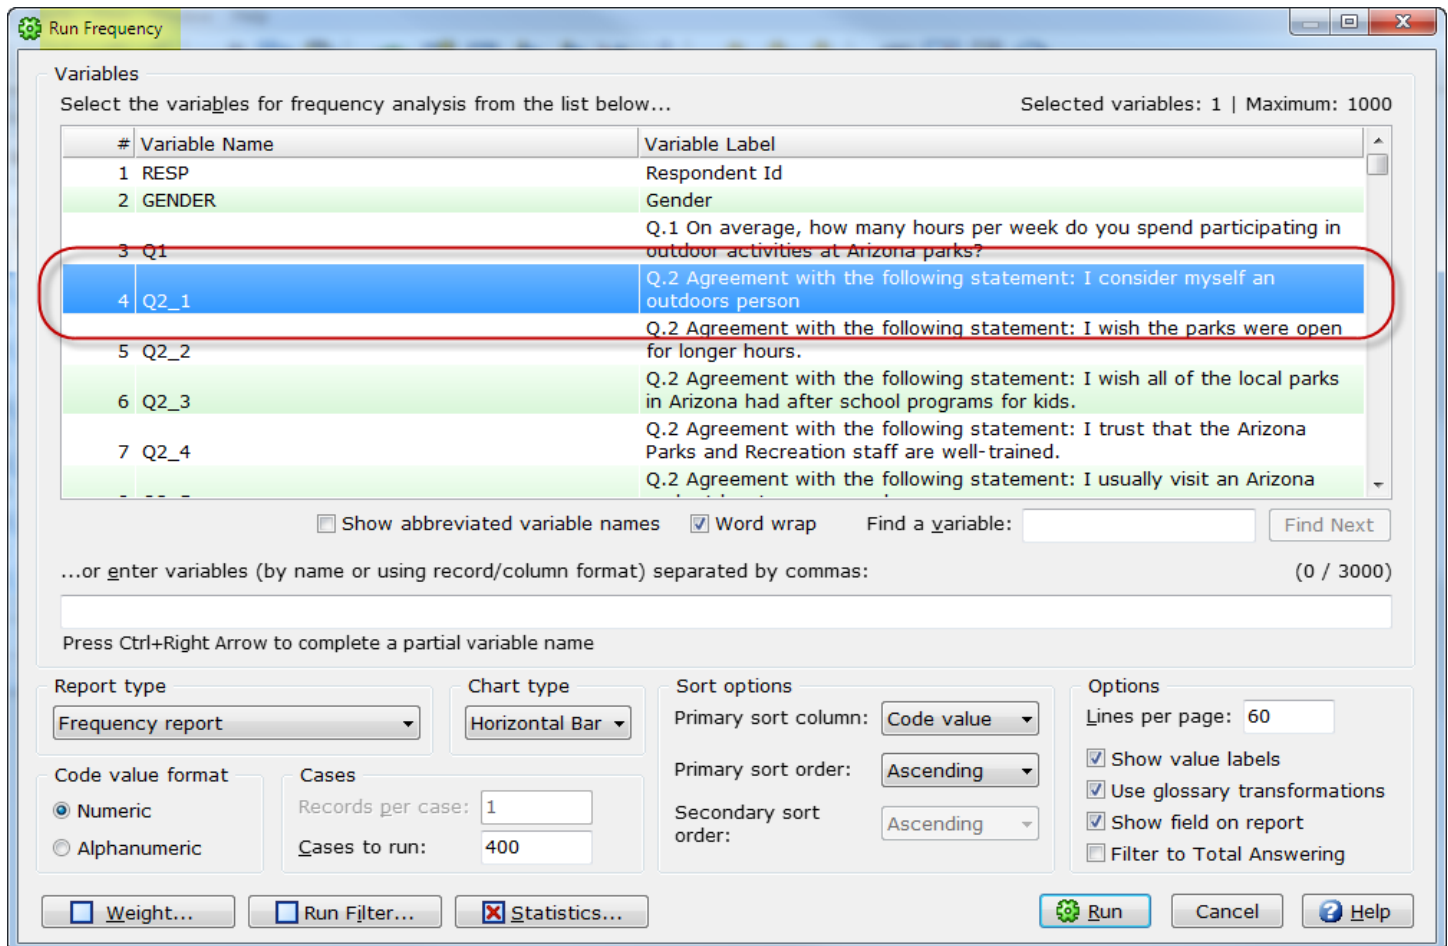 Run Frequency
Variables
Select the variables for frequency analysis from the list below...
Selected variables: 1 | Maximum: 1000
# Variable Name Variable Label
1 RESP Respondent Id
2 GENDER Gender
Q.1 On average, how many hours per week do you spend participating in
3 Q1 outdoor activities at Arizona parks?
Q.2 Agreement with the following statement: I consider myself an
4 Q2_1 outdoors person
Q.2 Agreement with the following statement: I wish the parks were open
5 Q2_2 for longer hours.
Q.2 Agreement with the following statement: I wish all of the local parks
6 Q2_3 in Arizona had after school programs for kids.
Q.2 Agreement with the following statement: I trust that the Arizona
7 Q2_4 Parks and Recreation staff are well-trained.
Q.2 Agreement with the following statement: I usually visit an Arizona
Show abbreviated variable names Word wrap Find a variable: Find Next
...or enter variables (by name or using record/column format) separated by commas: (0 / 3000)
Press Ctrl+Right Arrow to complete a partial variable name
Report type
Frequency report
Chart type
Horizontal Bar
Sort options
Primary sort column: Code value
Primary sort order: Ascending
Secondary sort
order:
Ascending
Options
Lines per page: 60
Show value labels
Use glossary transformations
Show field on report
Filter to Total Answering
Code value format
Numeric
Alphanumeric
Cases
Records per case: 1
Cases to run: 400
Weight... Run Filter... Statistics... Run Cancel Help